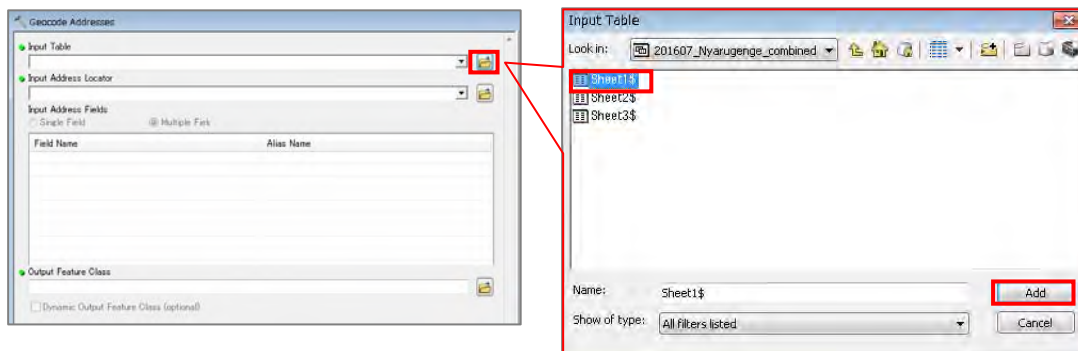 Geocode Addresses
Input Table
Input Address Locator
Input Address Fields
Single Field Multiple Field
Field Name Alias Name
Output Feature Class
Dynamic Output Feature Class (optional)
Input Table
Look in: 201607_Nyarugenge_combined
Sheet1$
Sheet2$
Sheet3$
Name: Sheet1$ Add
Show of type: All filters listed. Cancel